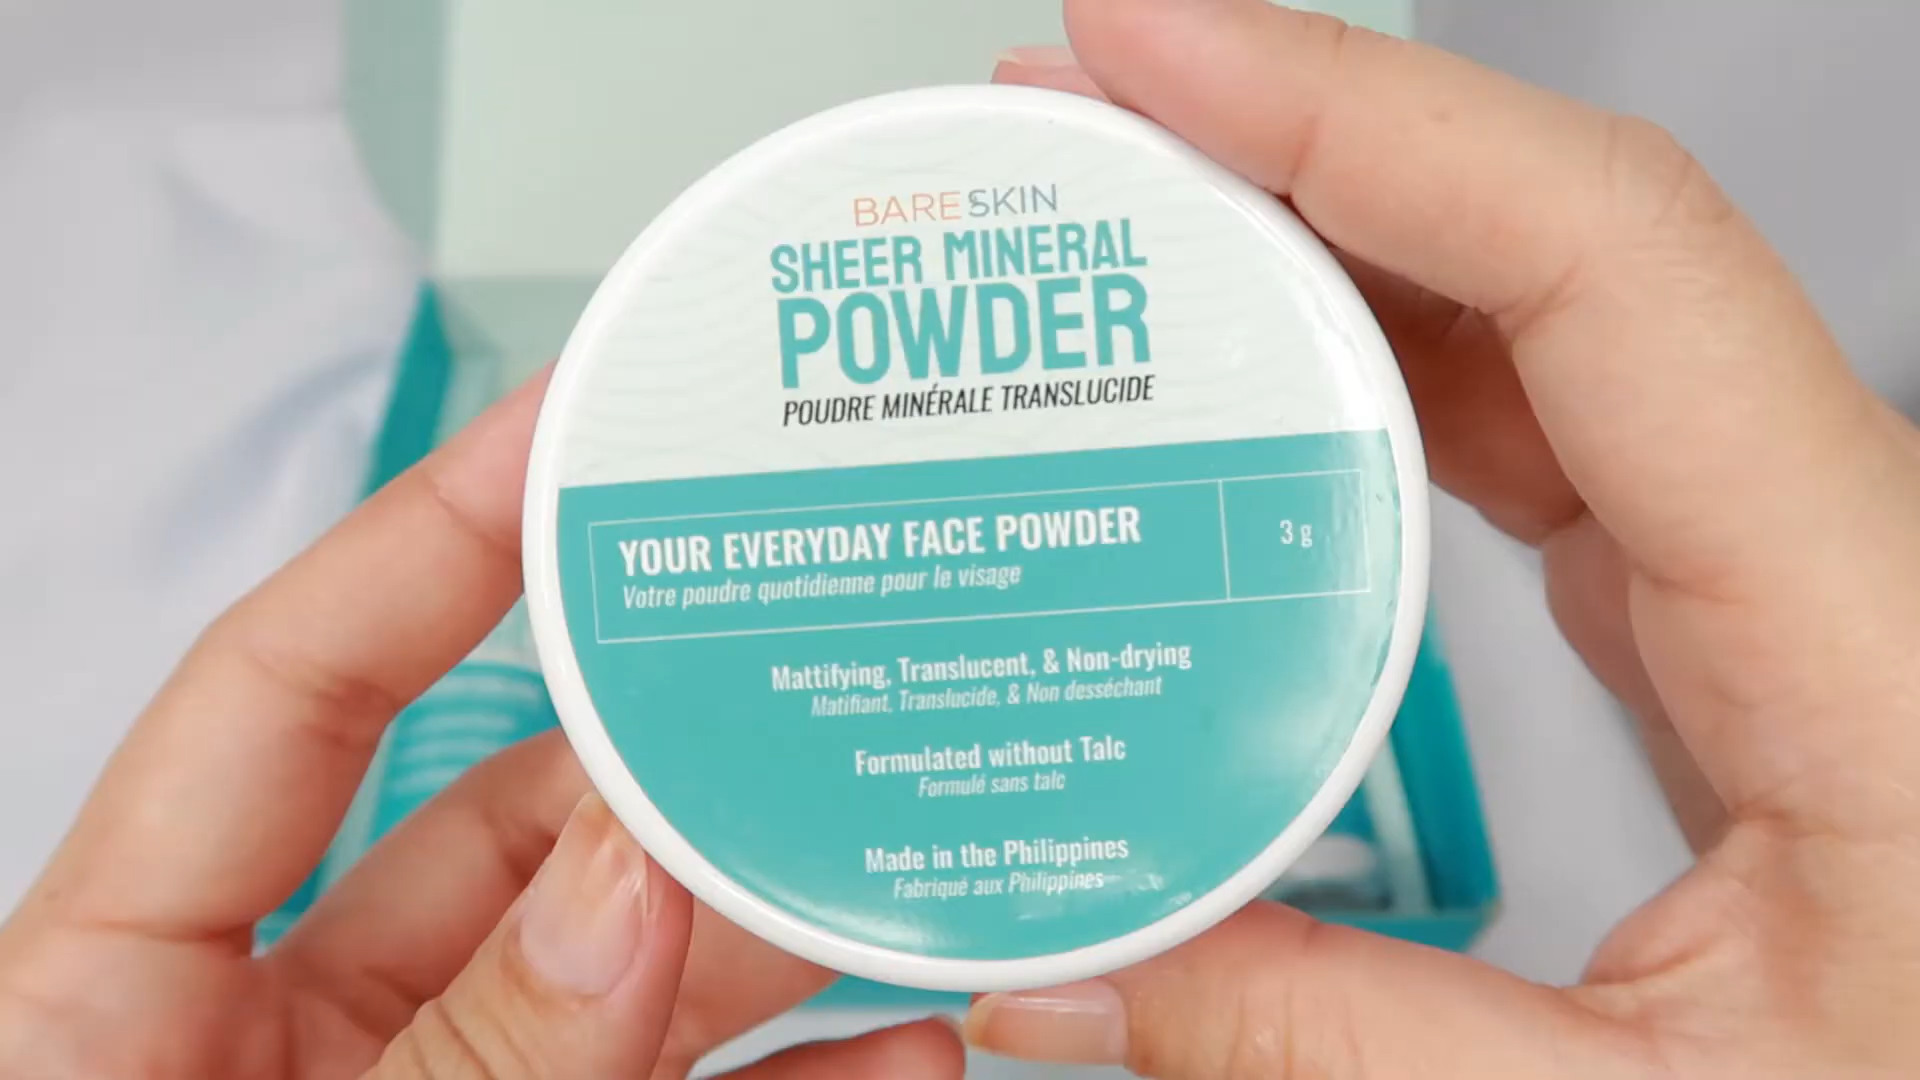 BARE SKIN
SHEER MINERAL
POWDER
POUDRE MINÉRALE TRANSLUCIDE
YOUR EVERYDAY FACE POWDER
Votre poudre quotidienne pour le visage
3 g
Mattifying, Translucent, & Non-drying
Matifiant, Translucide, & Non desséchant
Formulated without Talc
Formulé sans talc
Made in the Philippines
Fabriqué aux Philippines